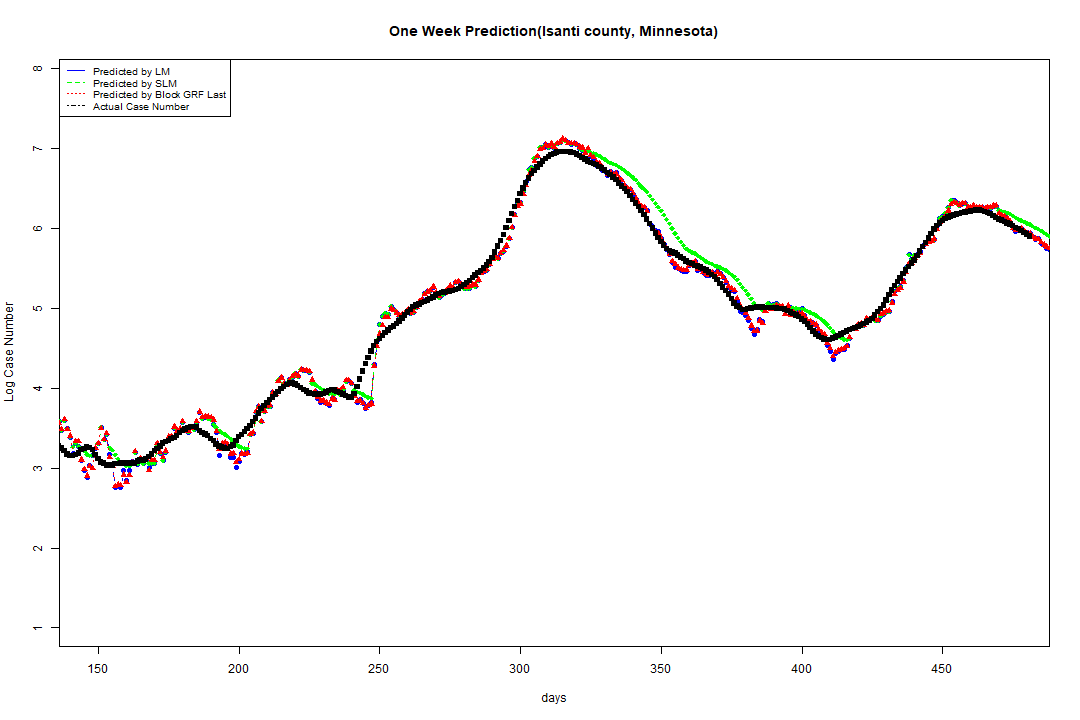 One Week Prediction(Isanti county, Minnesota)
Predicted by LM
Predicted by SLM
Predicted by Block GRF Last
Actual Case Number
8
7
6
5
4
3
2
1
Log Case Number
150 200 250 300 350 400 450
days